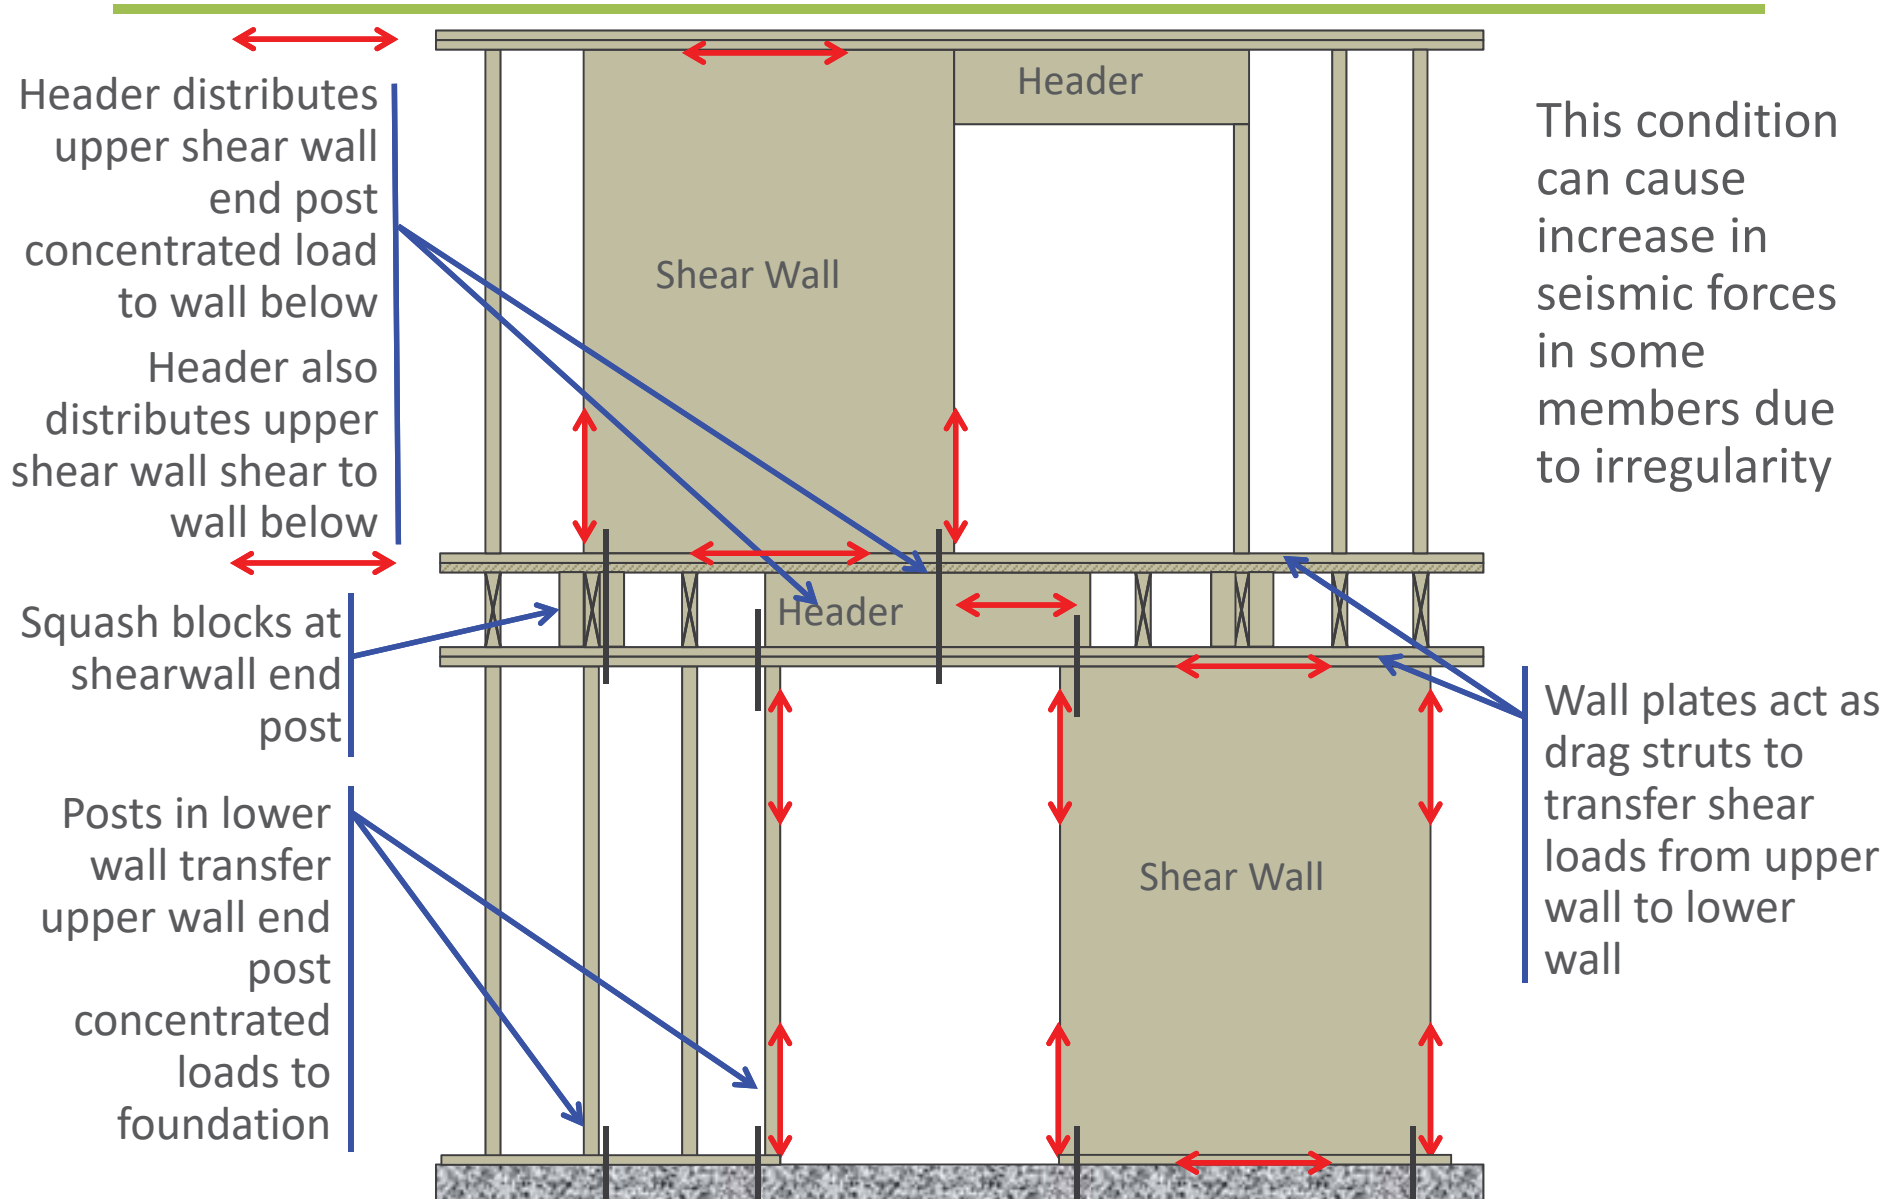 Header distributes
upper shear wall
end post
concentrated load
to wall below
Header also
distributes upper
shear wall shear to
wall below
Squash blocks at
shearwall end
post
Posts in lower
wall transfer
upper wall end
post
concentrated
loads to
foundation
Header
Shear Wall
Header
Shear Wall
This condition
can cause
increase in
seismic forces
in some
members due
to irregularity
Wall plates act as
drag struts to
transfer shear
loads from upper
wall to lower
wall